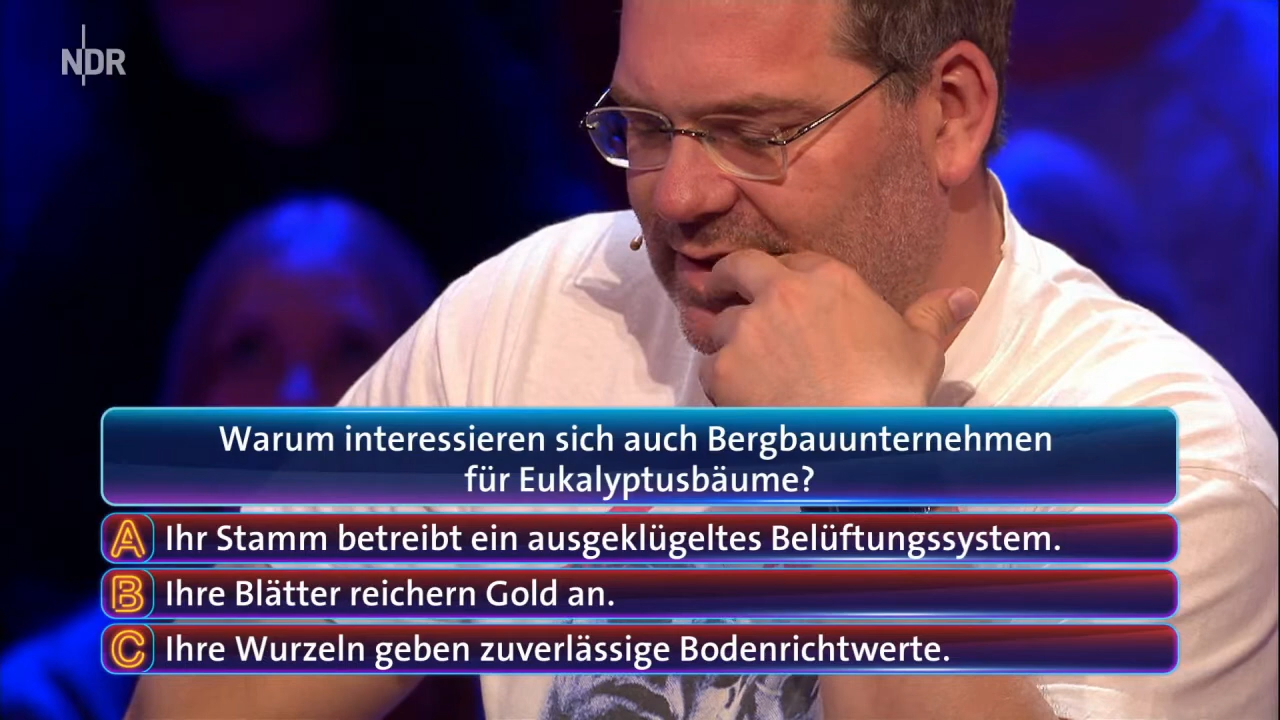 NDR
Warum interessieren sich auch Bergbauunternehmen
für Eukalyptusbäume?
A Ihr Stamm betreibt ein ausgeklügeltes Belüftungssystem.
B Ihre Blätter reichern Gold an.
C Ihre Wurzeln geben zuverlässige Bodenrichtwerte.